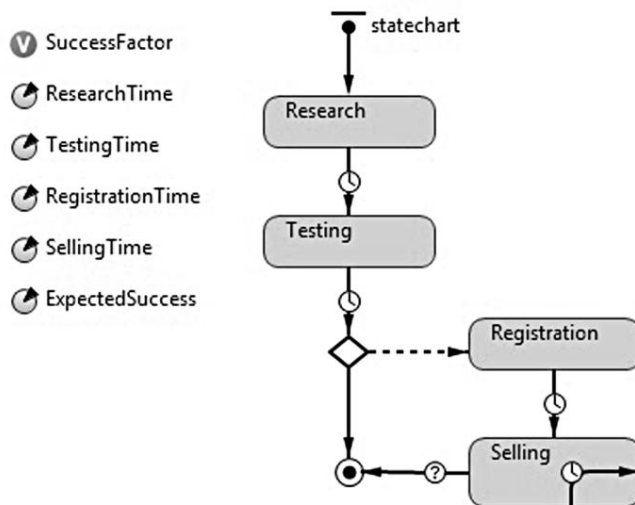 V SuccessFactor
ResearchTime
TestingTime
RegistrationTime
SellingTime
ExpectedSuccess
statechart
Research
Testing
Registration
Selling
?